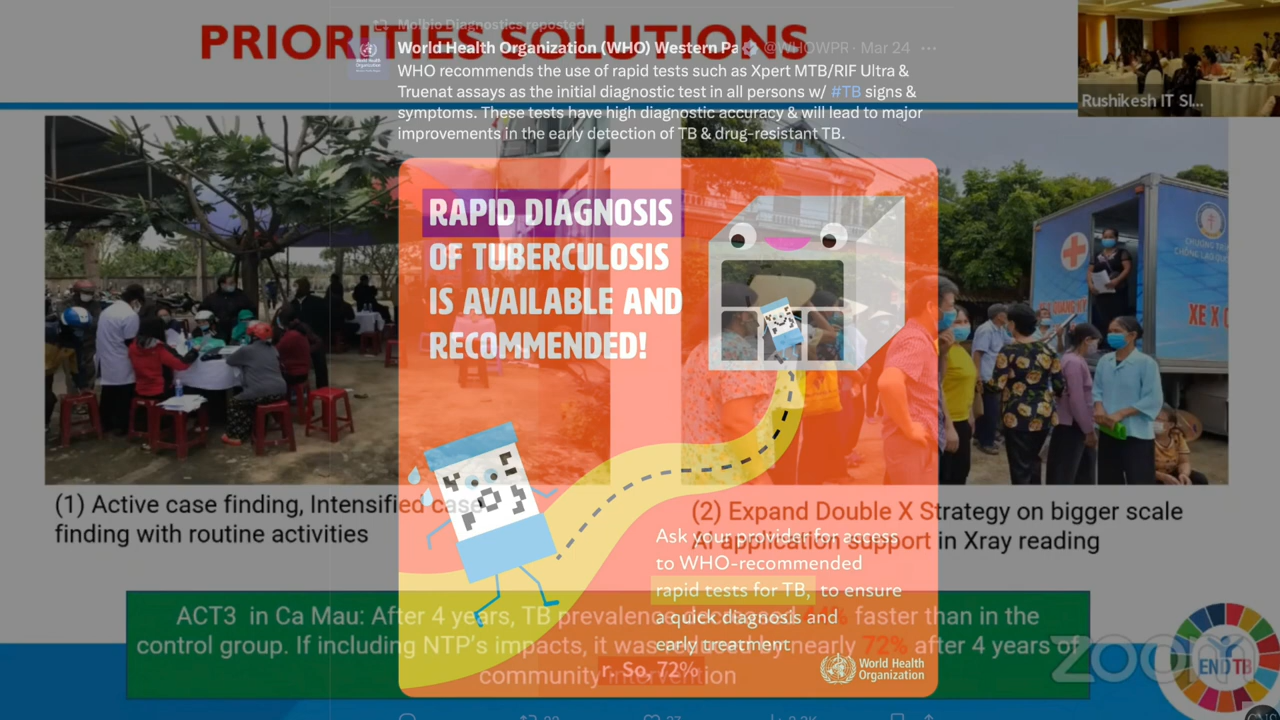 PRIORITIES SOLUTIONS
Molbio Diagnostics reposted
World Health Organization (WHO) Western Pa @WHOWPR · Mar 24 ···
WHO recommends the use of rapid tests such as Xpert MTB/RIF Ultra &
Truenat assays as the initial diagnostic test in all persons w/ #TB signs &
symptoms. These tests have high diagnostic accuracy & will lead to major
improvements in the early detection of TB & drug-resistant TB.
Rushikesh IT Sl...
RAPID DIAGNOSIS
OF TUBERCULOSIS
IS AVAILABLE AND
RECOMMENDED!
XE X
(1) Active case finding, Intensified case
finding with routine activities
(2) Expand Double X Strategy on bigger scale
AI application support in Xray reading
Ask your provider for access
to WHO-recommended
rapid tests for TB, to ensure
a quick diagnosis and
early treatment
World Health
Organization
ACT3 in Ca Mau: After 4 years, TB prevalence faster than in the
control group. If including NTP's impacts, it was reduced by nearly 72% after 4 years of
community intervention
r. So, 72%
zoom
END TB